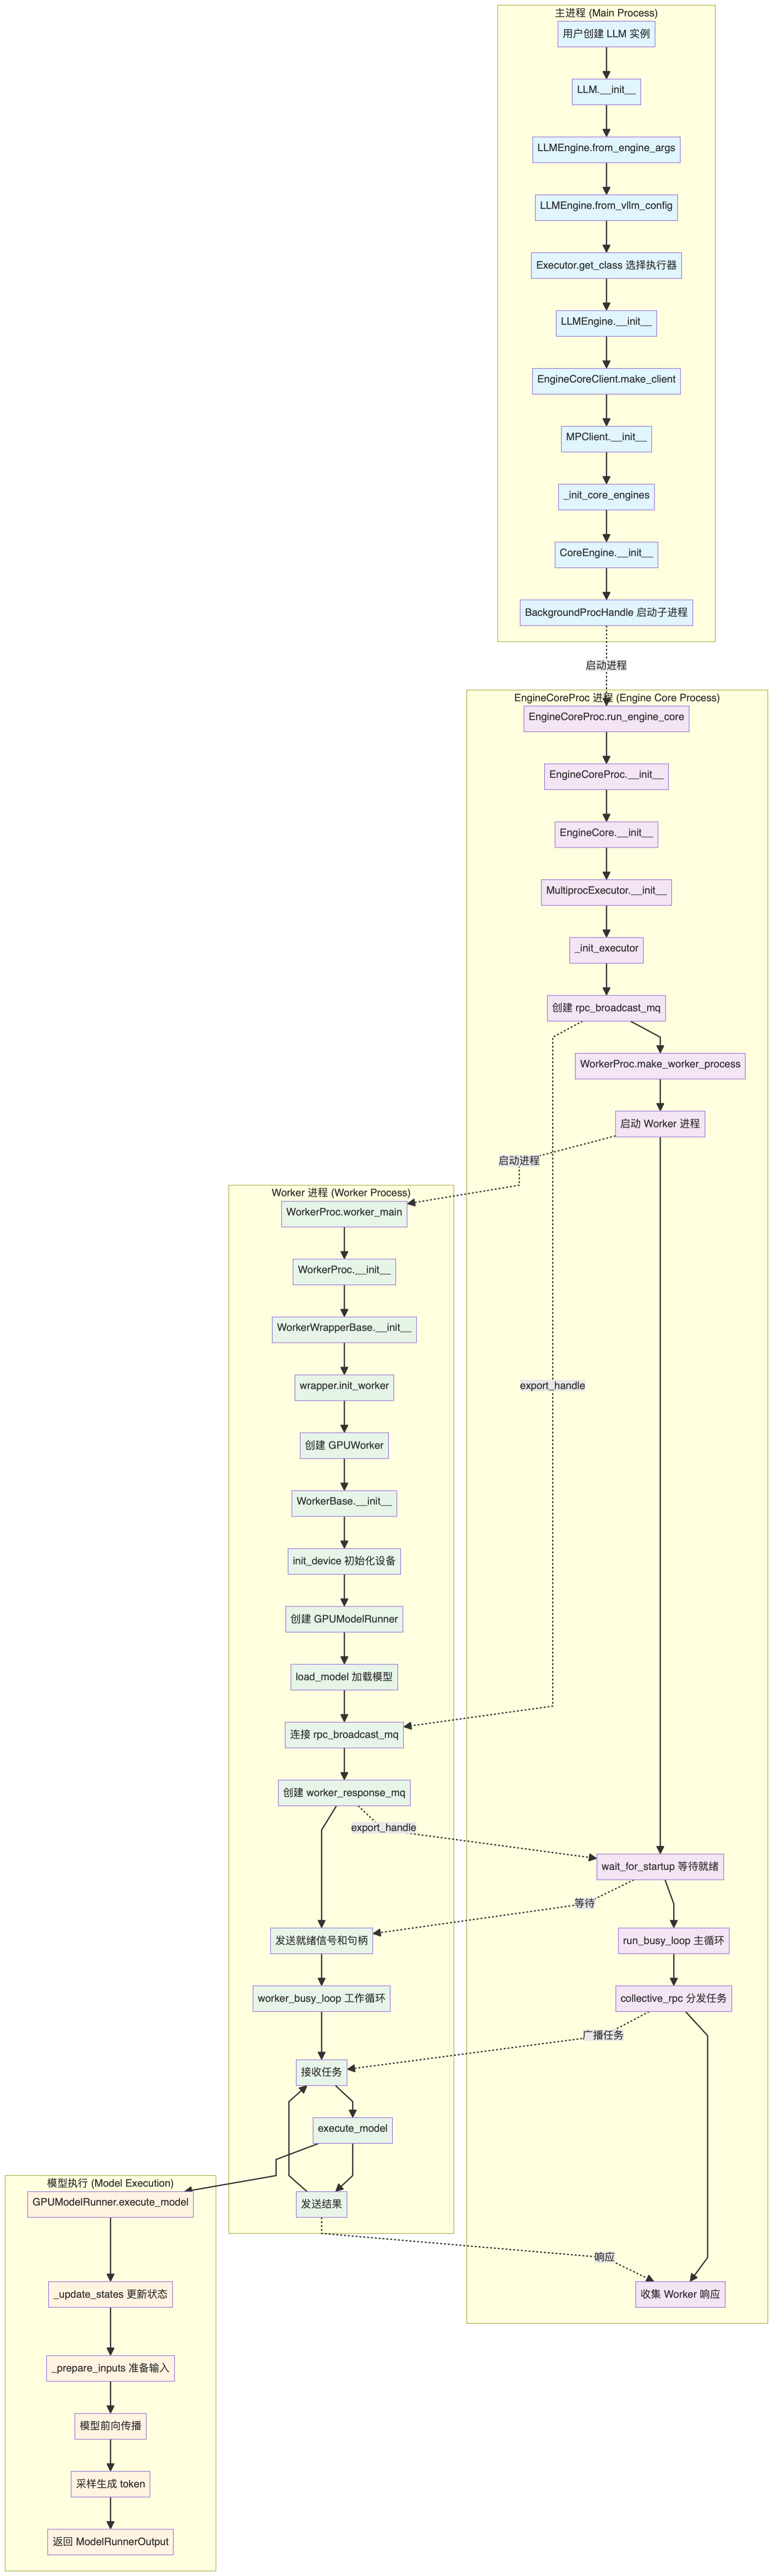 主进程 (Main Process)
用户创建 LLM 实例
LLM.__init__
LLMEngine.from_engine_args
LLMEngine.from_vllm_config
Executor.get_class 选择执行器
LLMEngine.__init__
EngineCoreClient.make_client
MPClient.__init__
_init_core_engines
CoreEngine.__init__
BackgroundProcHandle 启动子进程
启动进程
EngineCoreProc 进程 (Engine Core Process)
EngineCoreProc.run_engine_core
EngineCoreProc.__init__
EngineCore.__init__
MultiprocExecutor.__init__
_init_executor
创建 rpc_broadcast_mq
WorkerProc.make_worker_process
启动 Worker 进程
启动进程
Worker 进程 (Worker Process)
WorkerProc.worker_main
WorkerProc.__init__
WorkerWrapperBase.__init__
wrapper.init_worker
export_handle
创建 GPUWorker
WorkerBase.__init__
init_device 初始化设备
创建 GPUModelRunner
load_model 加载模型
连接 rpc_broadcast_mq
创建 worker_response_mq
export_handle
wait_for_startup 等待就绪
等待
发送就绪信号和句柄
run_busy_loop 主循环
worker_busy_loop 工作循环
collective_rpc 分发任务
广播任务
接收任务
execute_model
模型执行 (Model Execution)
GPUModelRunner.execute_model
发送结果
响应
_update_states 更新状态
收集 Worker 响应
_prepare_inputs 准备输入
模型前向传播
采样生成 token
返回 ModelRunnerOutput